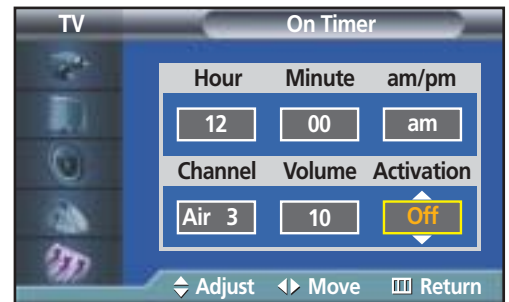 TV On Timer
Hour Minute am/pm
12 00 am
Channel Volume Activation
Air 3 10 Off
Adjust Move Return